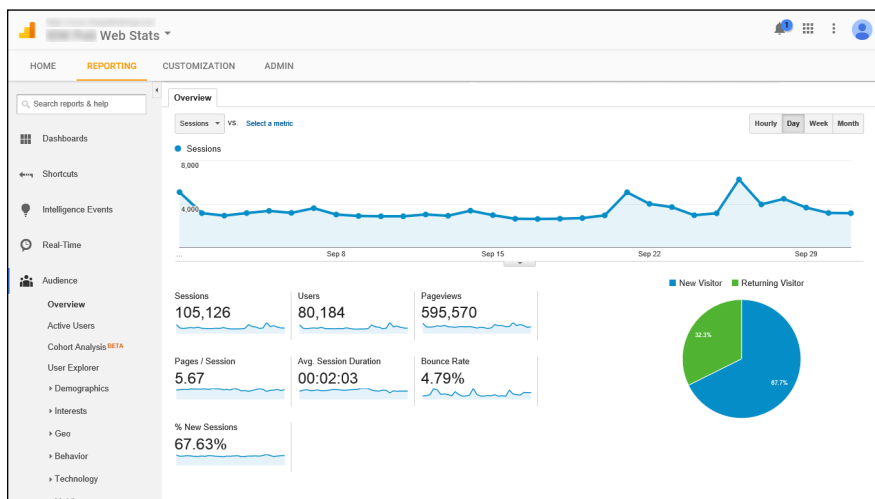 Web Stats
1
HOME REPORTING CUSTOMIZATION ADMIN
Search reports & help
Dashboards
Shortcuts
Intelligence Events
Real-Time
Audience
Overview
Active Users
Cohort Analysis BETA
User Explorer
Demographics
Interests
Geo
Behavior
Technology
Overview
Sessions VS. Select a metric
Hourly Day Week Month
Sessions
8,000
4,000
... Sep 8 Sep 15 Sep 22 Sep 29
New Visitor Returning Visitor
Sessions Users Pageviews
105,126 80,184 595,570
32.3%
67.7%
Pages / Session Avg. Session Duration Bounce Rate
5.67 00:02:03 4.79%
% New Sessions
67.63%